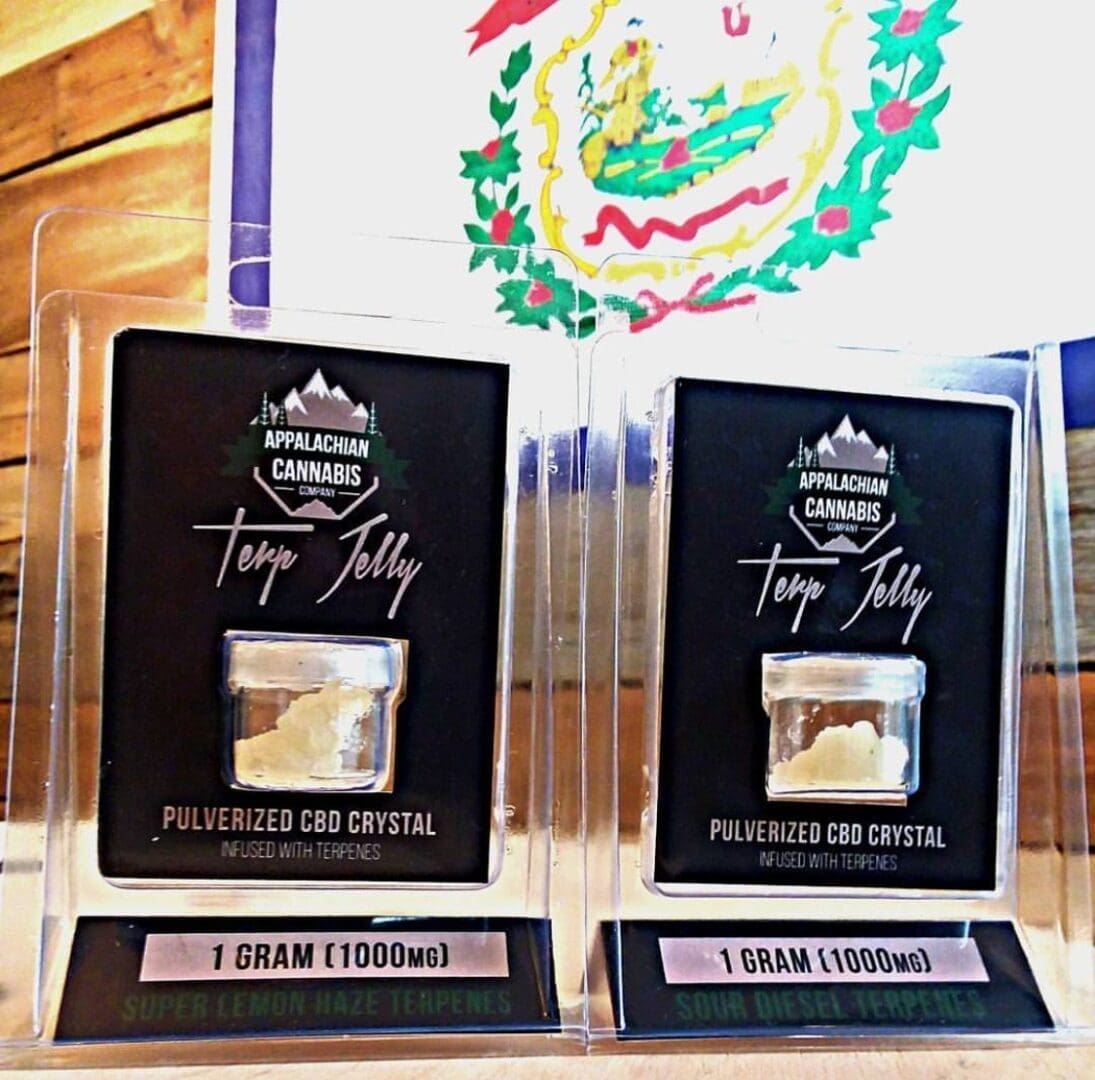 APPALACHIAN
CANNABIS
COMPANY
Terp Jelly
PULVERIZED CBD CRYSTAL
INFUSED WITH TERPENES
1 GRAM (1000MG)
SUPER LEMON HAZE TERPENES
APPALACHIAN
CANNABIS
COMPANY
Terp Jelly
PULVERIZED CBD CRYSTAL
INFUSED WITH TERPENES
1 GRAM (1000MG)
SOUR DIESEL TERPENES